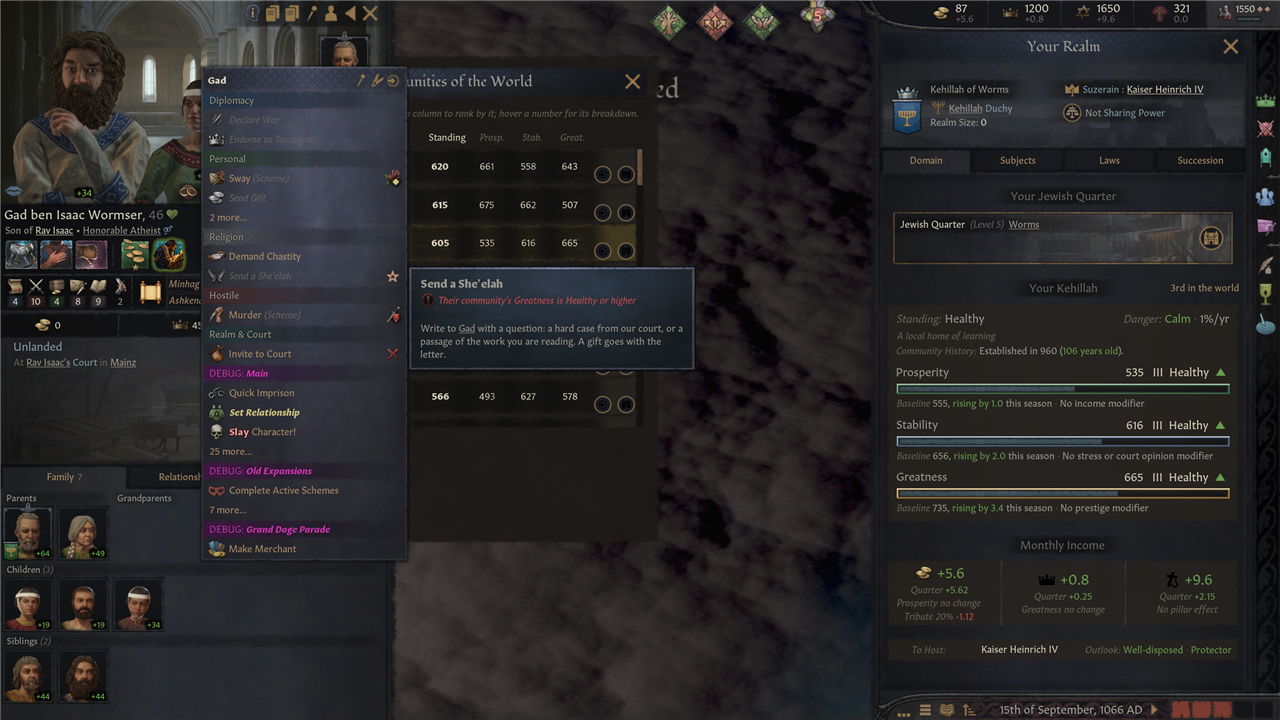 87
+5.6
1200
+0.8
1650
+9.6
321
0.0
1550
5
+34
Gad ben Isaac Wormser, 46
Son of Rav Isaac • Honorable Atheist
4 10 4 8 9 2
Minhag
Ashken
0
45
Unlanded
At Rav Isaac's Court in Mainz
Family 7
Relationsh
Parents
Grandparents
+64
+49
Children (3)
+19
+19
+34
Siblings (2)
+44
+44
Gad
Diplomacy
Declare War
Endorse as Successor
Personal
Sway (Scheme)
Send Gift
2 more...
Religion
Demand Chastity
Send a She'elah
Hostile
Murder (Scheme)
Realm & Court
Invite to Court
DEBUG: Main
Quick Imprison
Set Relationship
Slay Character!
25 more...
DEBUG: Old Expansions
Complete Active Schemes
7 more...
DEBUG: Grand Doge Parade
Make Merchant
unities of the World
ed
a column to rank by it; hover a number for its breakdown.
Standing Prosp. Stab. Great.
620 661 558 643
615 675 662 507
605 535 616 665
566 493 627 578
Send a She'elah
Their community's Greatness is Healthy or higher
Write to Gad with a question: a hard case from our court, or a
passage of the work you are reading. A gift goes with the
letter.
Your Realm
Kehillah of Worms
Kehillah Duchy
Realm Size: 0
Suzerain : Kaiser Heinrich IV
Not Sharing Power
Domain
Subjects
Laws
Succession
Your Jewish Quarter
Jewish Quarter (Level 5) Worms
Your Kehillah
3rd in the world
Standing: Healthy
Danger: Calm · 1%/yr
A local home of learning
Community History: Established in 960 (106 years old).
Prosperity 535 III Healthy
Baseline 555, rising by 1.0 this season · No income modifier
Stability 616 III Healthy
Baseline 656, rising by 2.0 this season · No stress or court opinion modifier
Greatness 665 III Healthy
Baseline 735, rising by 3.4 this season · No prestige modifier
Monthly Income
+5.6
Quarter +5.62
Prosperity no change
Tribute 20% -1.12
+0.8
Quarter +0.25
Greatness no change
+9.6
Quarter +2.15
No pillar effect
To Host: Kaiser Heinrich IV Outlook: Well-disposed · Protector
15th of September, 1066 AD